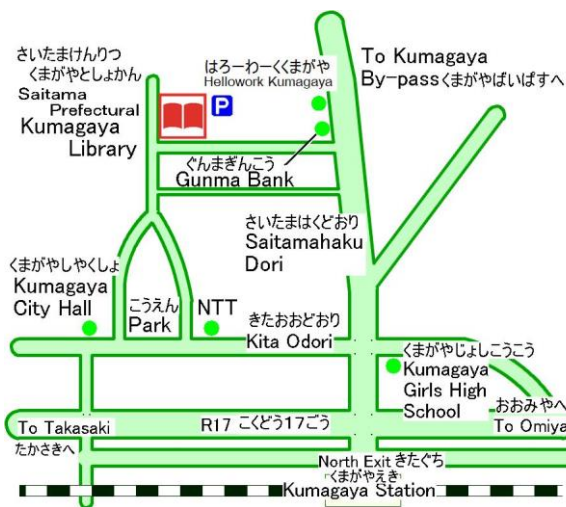 さいたまけんりつ
くまがやとしょかん
Saitama
Prefectural
Kumagaya
Library
P
はろーわーくくまがや
Hellowork Kumagaya
To Kumagaya
By-passくまがやばいぱすへ
ぐんまぎんこう
Gunma Bank
さいたまはくどおり
Saitamahaku
Dori
くまがやしやくしょ
Kumagaya
City Hall
こうえん
Park
NTT
きたおおどおり
Kita Odori
くまがやじょしこうこう
Kumagaya
Girls High
School
おおみやへ
To Omiya
To Takasaki
たかさきへ
R17 こくどう17ごう
North Exit きたぐち
くまがやえき
Kumagaya Station